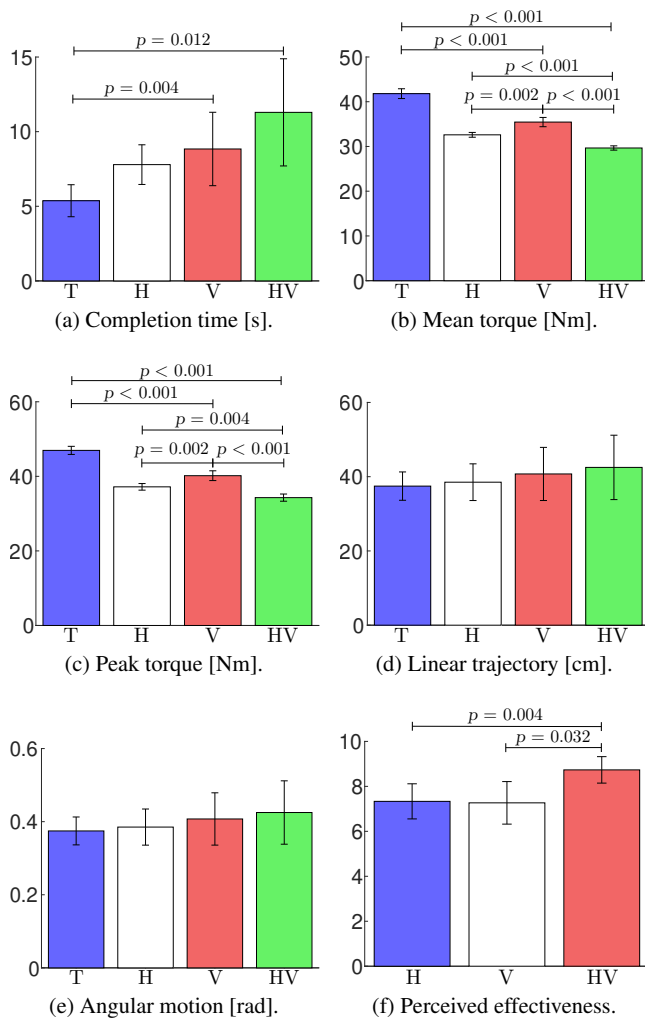 p = 0.012
p = 0.004
15
10
5
0
T H V HV
(a) Completion time [s].
p < 0.001
p < 0.001
p < 0.001
p = 0.002 p < 0.001
50
40
30
20
10
0
T H V HV
(b) Mean torque [Nm].
p < 0.001
p < 0.001
p = 0.004
p = 0.002 p < 0.001
60
40
20
0
T H V HV
(c) Peak torque [Nm].
60
40
20
0
T H V HV
(d) Linear trajectory [cm].
0.6
0.4
0.2
0
T H V HV
(e) Angular motion [rad].
p = 0.004
p = 0.032
10
8
6
4
2
0
H V HV
(f) Perceived effectiveness.